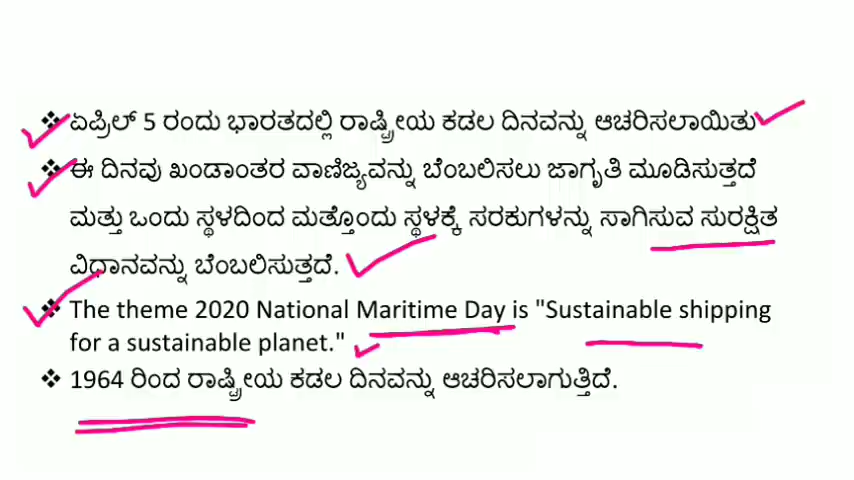 ❖ ಏಪ್ರಿಲ್ 5 ರಂದು ಭಾರತದಲ್ಲಿ ರಾಷ್ಟ್ರೀಯ ಕಡಲ ದಿನವನ್ನು ಆಚರಿಸಲಾಯಿತು
❖ ಈ ದಿನವು ಖಂಡಾಂತರ ವಾಣಿಜ್ಯವನ್ನು ಬೆಂಬಲಿಸಲು ಜಾಗೃತಿ ಮೂಡಿಸುತ್ತದೆ
ಮತ್ತು ಒಂದು ಸ್ಥಳದಿಂದ ಮತ್ತೊಂದು ಸ್ಥಳಕ್ಕೆ ಸರಕುಗಳನ್ನು ಸಾಗಿಸುವ ಸುರಕ್ಷಿತ
ವಿಧಾನವನ್ನು ಬೆಂಬಲಿಸುತ್ತದೆ.
❖ The theme 2020 National Maritime Day is "Sustainable shipping
for a sustainable planet."
❖ 1964 ರಿಂದ ರಾಷ್ಟ್ರೀಯ ಕಡಲ ದಿನವನ್ನು ಆಚರಿಸಲಾಗುತ್ತಿದೆ.